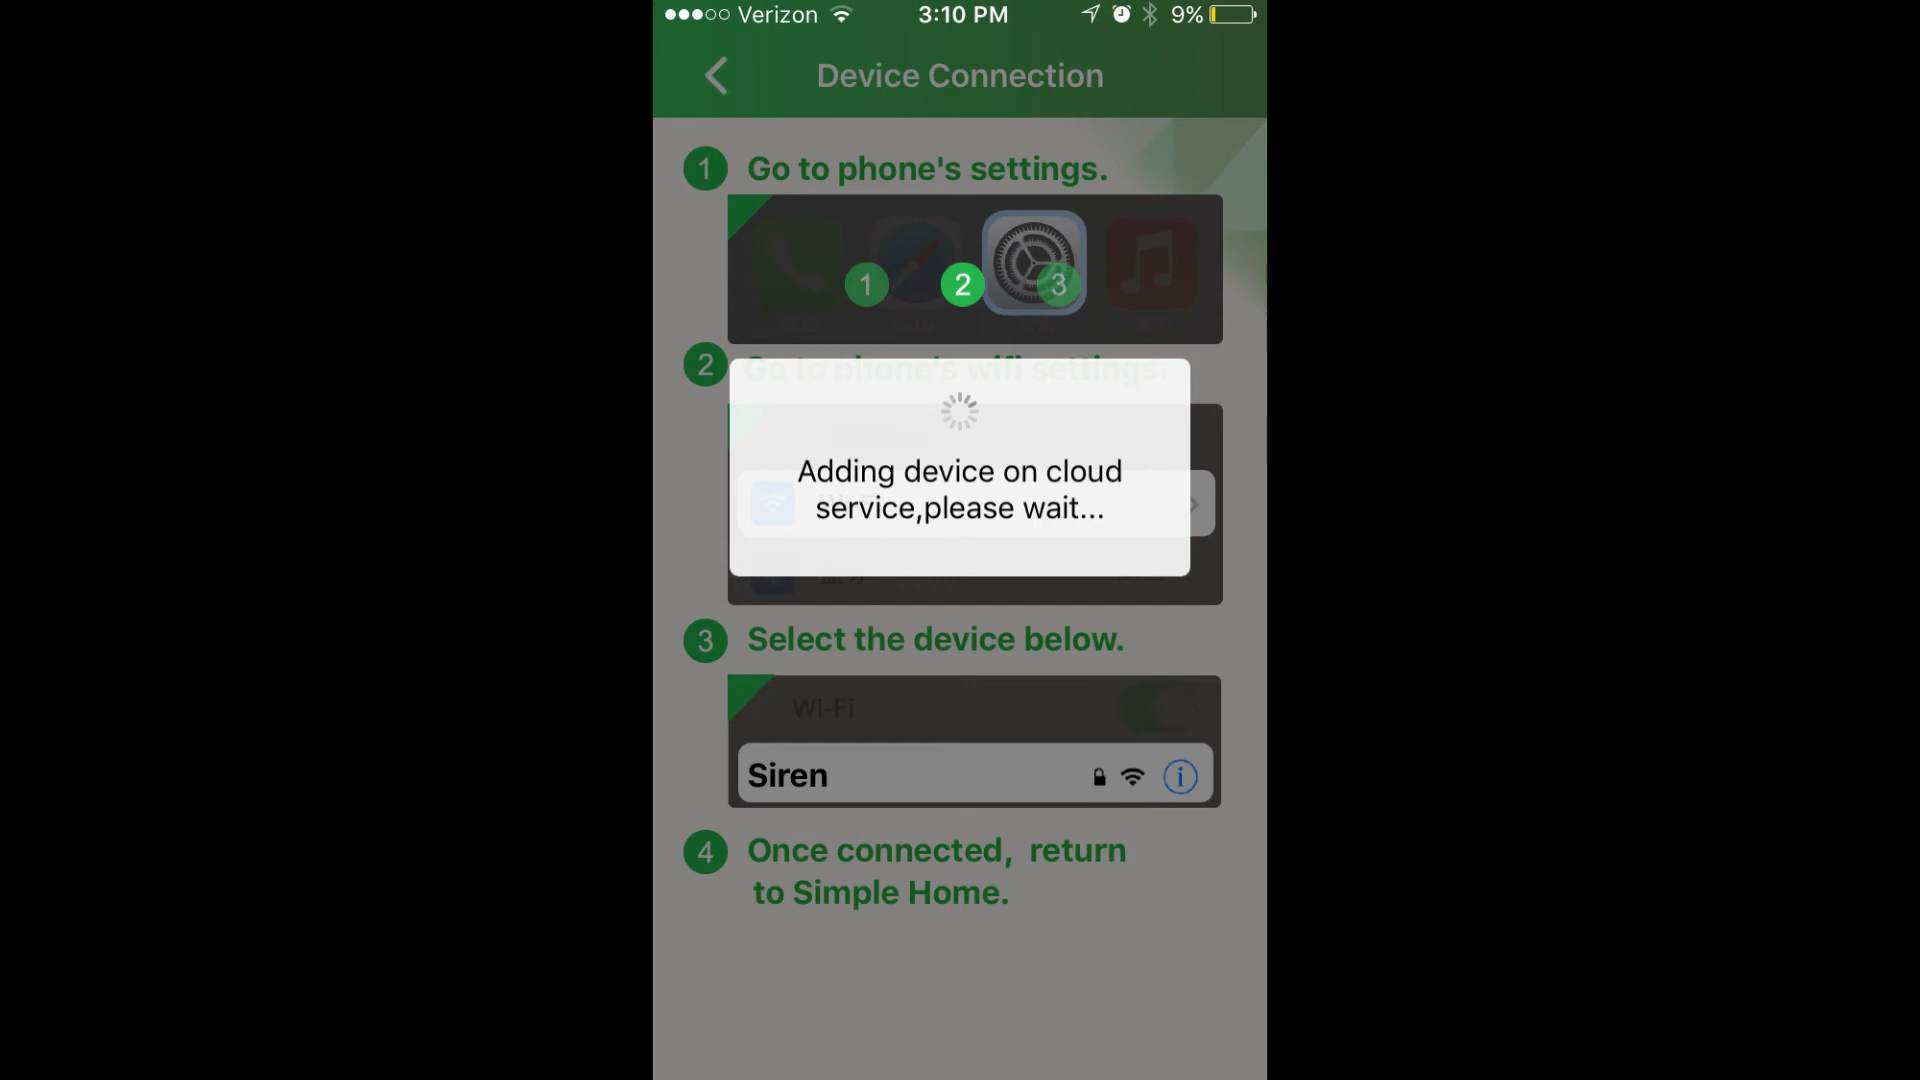 Verizon 3:10 PM 9%
Device Connection
1 Go to phone's settings.
1 2 3
2 Go to phone's wifi settings.
Adding device on cloud
service,please wait...
3 Select the device below.
Wi-Fi
Siren
4 Once connected, return
to Simple Home.